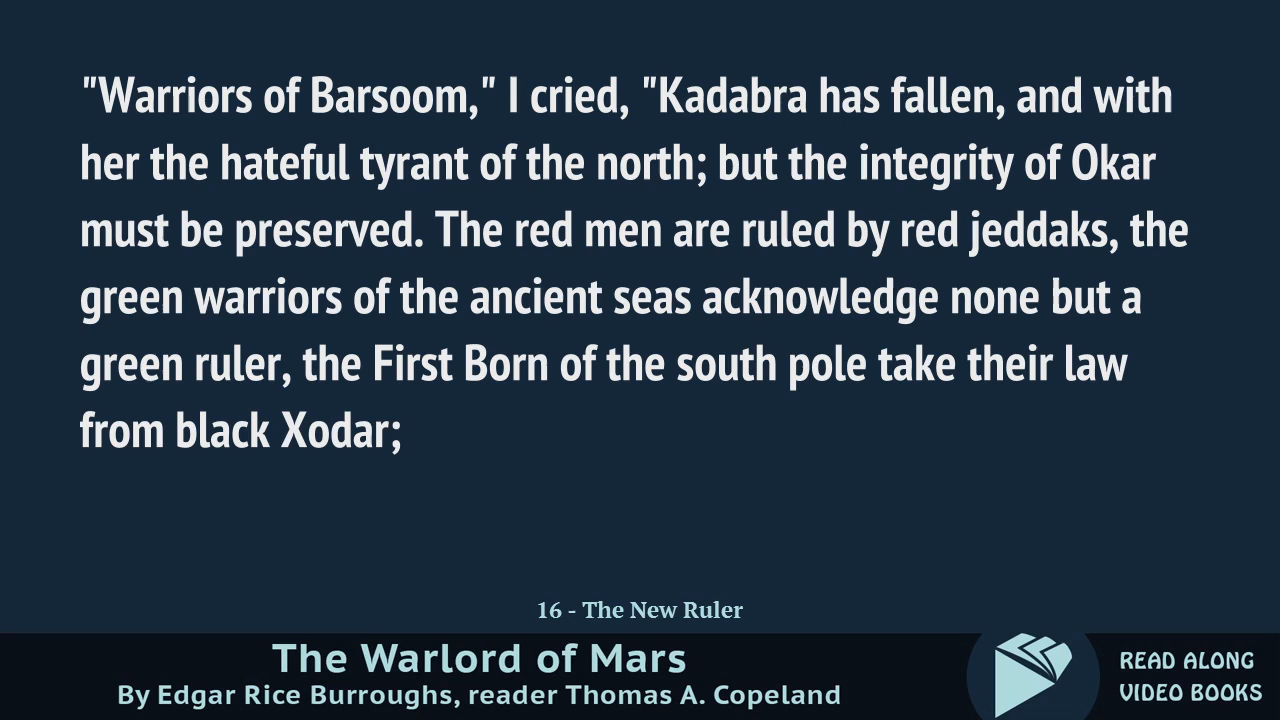 "Warriors of Barsoom," I cried, "Kadabra has fallen, and with
her the hateful tyrant of the north; but the integrity of Okar
must be preserved. The red men are ruled by red jeddaks, the
green warriors of the ancient seas acknowledge none but a
green ruler, the First Born of the south pole take their law
from black Xodar;
16 - The New Ruler
The Warlord of Mars
By Edgar Rice Burroughs, reader Thomas A. Copeland
READ ALONG
VIDEO BOOKS